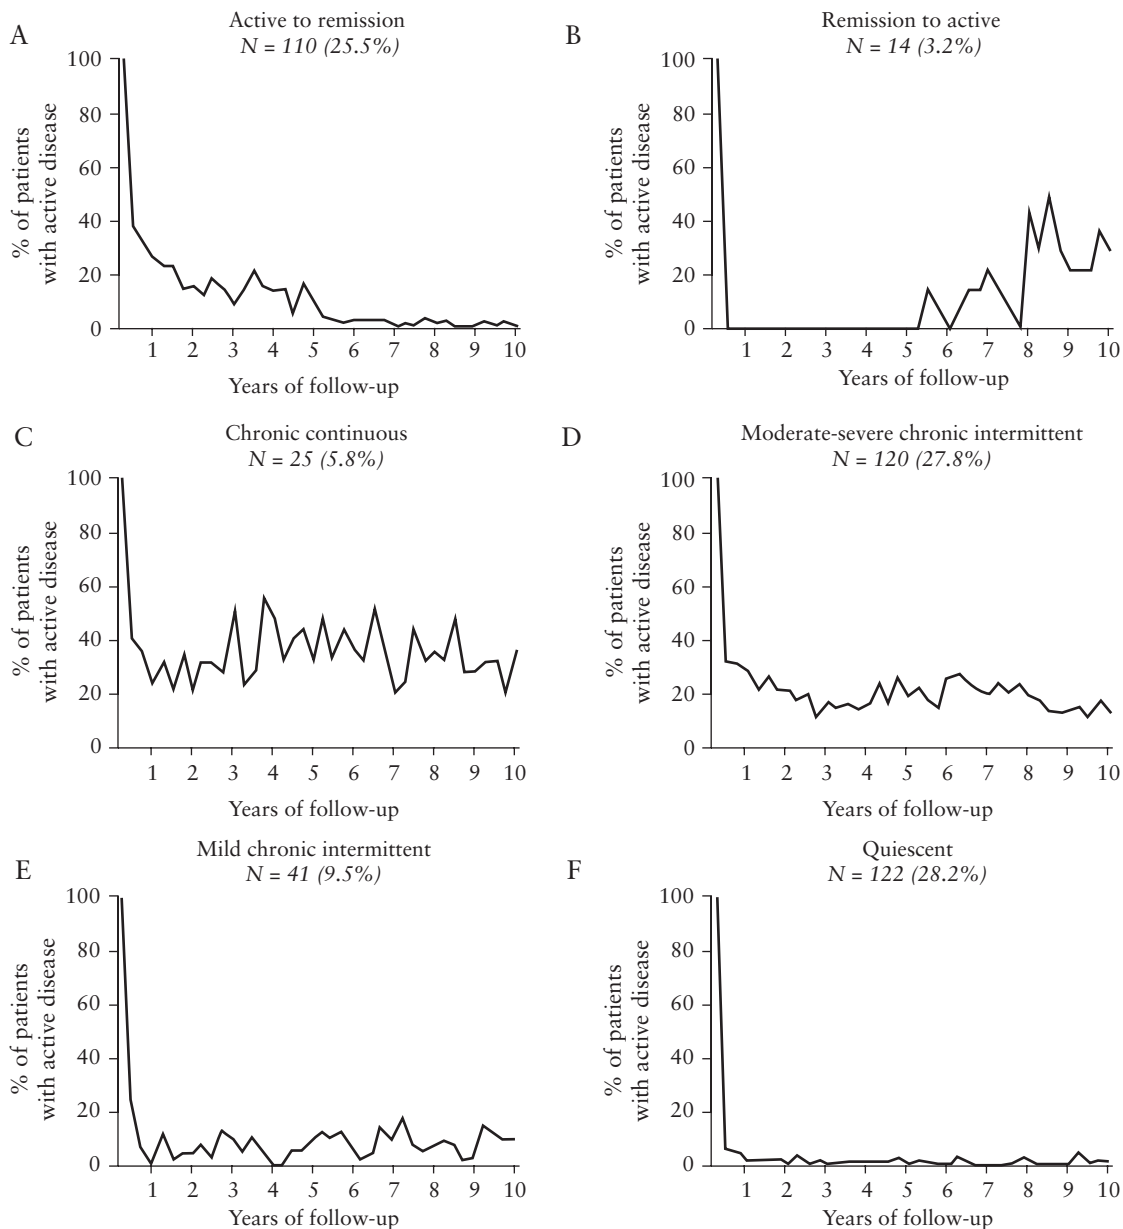 A
Active to remission
N = 110 (25.5%)
% of patients
with active disease
100
80
60
40
20
0
1 2 3 4 5 6 7 8 9 10
Years of follow-up
B
Remission to active
N = 14 (3.2%)
% of patients
with active disease
100
80
60
40
20
0
1 2 3 4 5 6 7 8 9 10
Years of follow-up
C
Chronic continuous
N = 25 (5.8%)
% of patients
with active disease
100
80
60
40
20
0
1 2 3 4 5 6 7 8 9 10
Years of follow-up
D
Moderate-severe chronic intermittent
N = 120 (27.8%)
% of patients
with active disease
100
80
60
40
20
0
1 2 3 4 5 6 7 8 9 10
Years of follow-up
E
Mild chronic intermittent
N = 41 (9.5%)
% of patients
with active disease
100
80
60
40
20
0
1 2 3 4 5 6 7 8 9 10
Years of follow-up
F
Quiescent
N = 122 (28.2%)
% of patients
with active disease
100
80
60
40
20
0
1 2 3 4 5 6 7 8 9 10
Years of follow-up